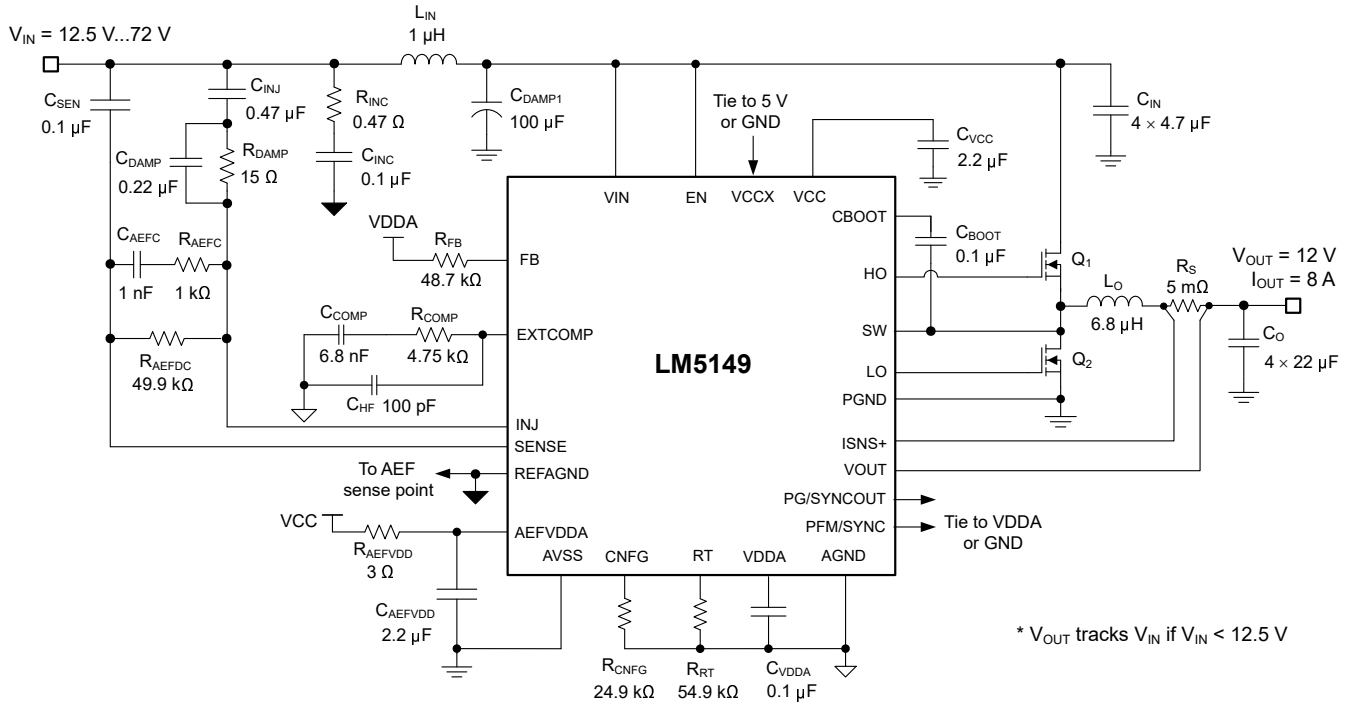 V_IN = 12.5 V...72 V
L_IN
1 µH
C_SEN
0.1 µF
C_INJ
0.47 µF
R_INC
0.47 Ω
C_DAMP1
100 µF
Tie to 5 V
or GND
C_VCC
2.2 µF
C_IN
4 × 4.7 µF
C_DAMP
0.22 µF
R_DAMP
15 Ω
C_INC
0.1 µF
VIN
EN
VCCX
VCC
VDDA
R_FB
48.7 kΩ
FB
CBOOT
C_BOOT
0.1 µF
C_AEFC
1 nF
R_AEFC
1 kΩ
HO
Q_1
V_OUT = 12 V
I_OUT = 8 A
R_S
5 mΩ
L_O
6.8 µH
C_COMP
6.8 nF
R_COMP
4.75 kΩ
EXTCOMP
SW
LM5149
R_AEFDC
49.9 kΩ
C_HF
100 pF
LO
Q_2
C_O
4 × 22 µF
PGND
INJ
SENSE
ISNS+
VOUT
To AEF
sense point
REFAGND
PG/SYNCOUT
PFM/SYNC
Tie to VDDA
or GND
VCC
R_AEFVDD
3 Ω
AEFVDDA
AVSS
CNFG
RT
VDDA
AGND
C_AEFVDD
2.2 µF
R_CNFG
24.9 kΩ
R_RT
54.9 kΩ
C_VDDA
0.1 µF
* V_OUT tracks V_IN if V_IN < 12.5 V